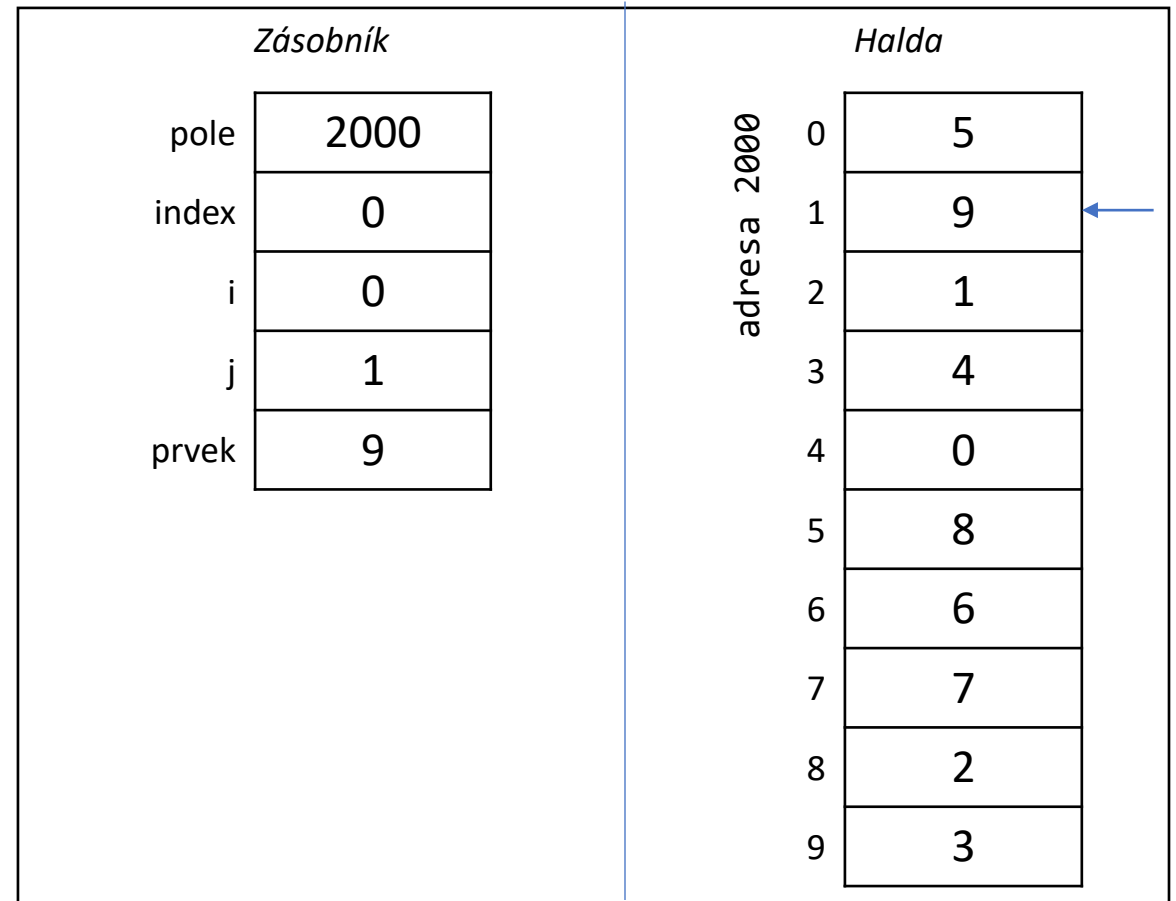 Zásobník
pole 2000
index 0
i 0
j 1
prvek 9
Halda
adresa 2000
0 5
1 9
2 1
3 4
4 0
5 8
6 6
7 7
8 2
9 3